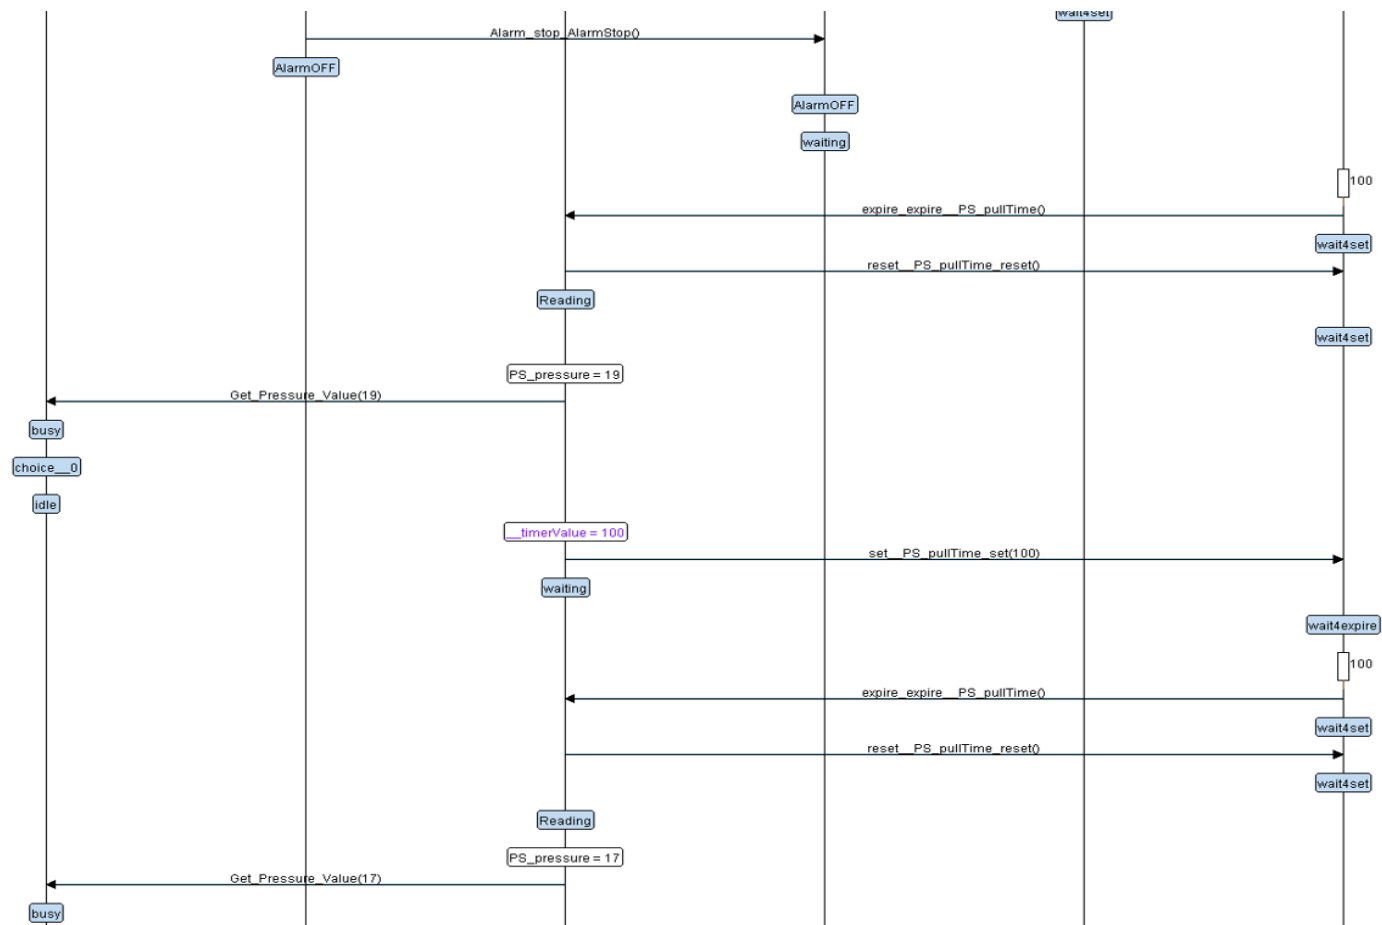 wait4set
Alarm_stop_AlarmStop()
AlarmOFF
AlarmOFF
waiting
100
expire_expire__PS_pullTime()
wait4set
reset__PS_pullTime_reset()
Reading
wait4set
PS_pressure = 19
Get_Pressure_Value(19)
busy
choice__0
idle
__timerValue = 100
set__PS_pullTime_set(100)
waiting
wait4expire
100
expire_expire__PS_pullTime()
wait4set
reset__PS_pullTime_reset()
wait4set
Reading
PS_pressure = 17
Get_Pressure_Value(17)
busy